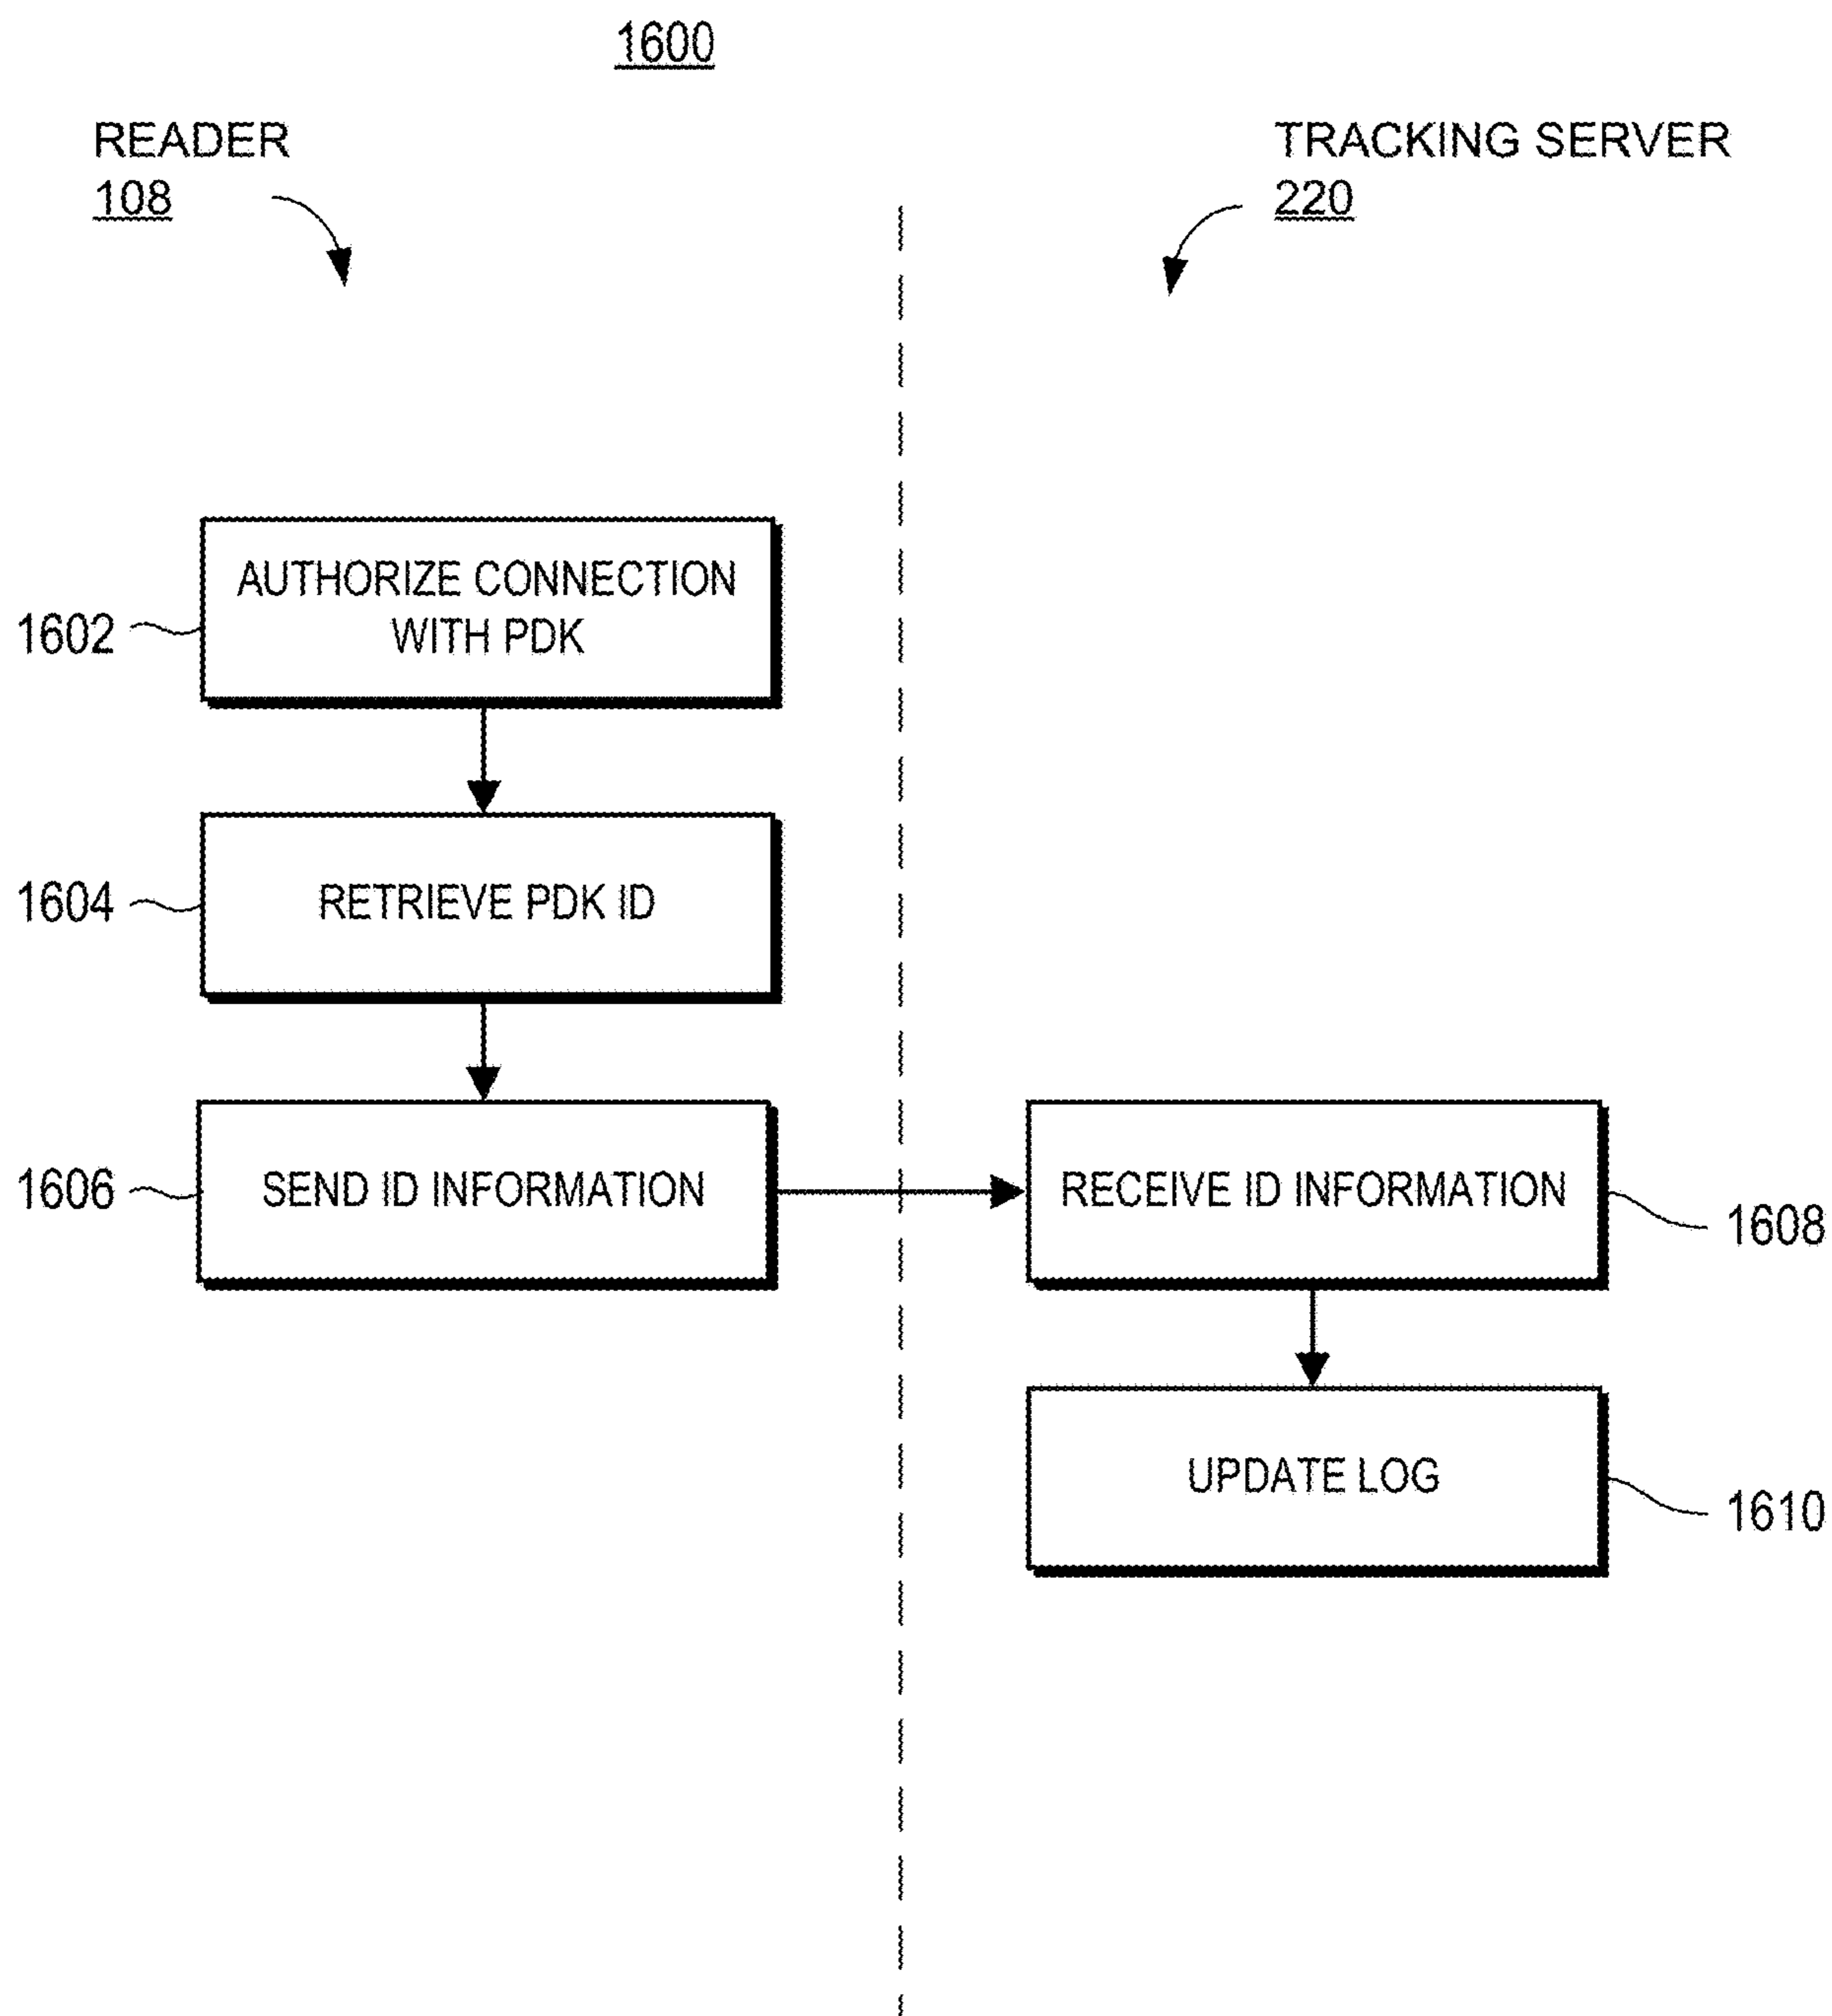 1600
READER
108
TRACKING SERVER
220
AUTHORIZE CONNECTION
WITH PDK
1602
RETRIEVE PDK ID
1604
SEND ID INFORMATION
1606
RECEIVE ID INFORMATION
1608
UPDATE LOG
1610